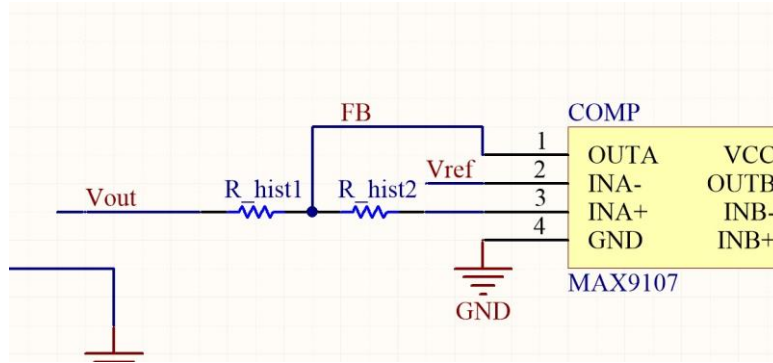 FB
COMP
1
OUTA VCC
Vref
2
INA- OUTB
Vout
R_hist1
R_hist2
3
INA+ INB-
4
GND INB+
MAX9107
GND